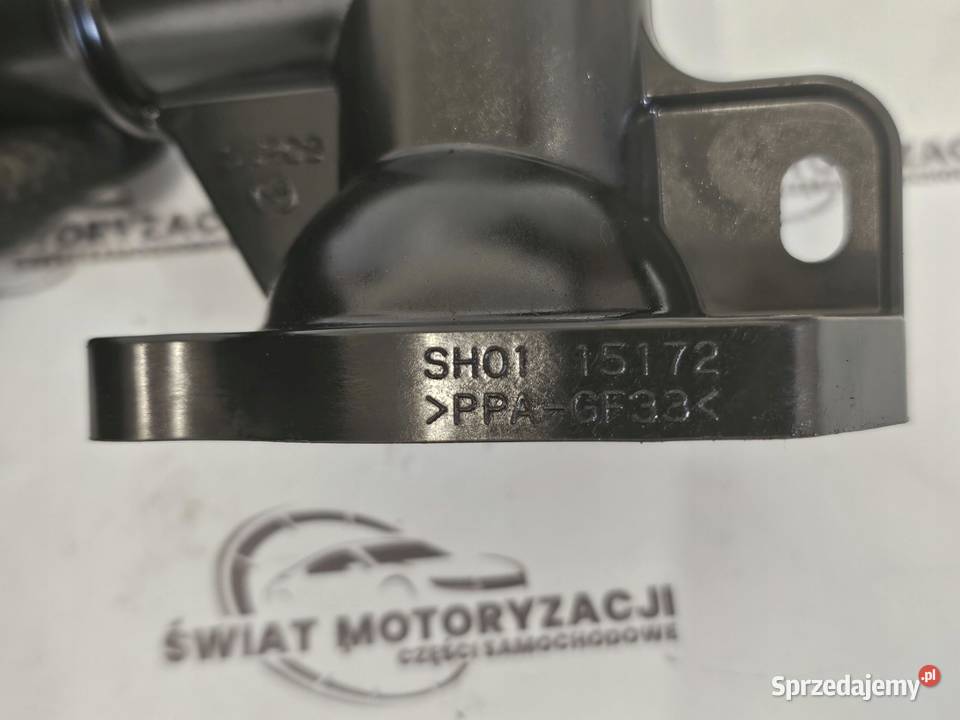 SH01 15172
>PPA-GF33<
ŚWIAT MOTORYZACJI
CZĘŚCI SAMOCHODOWE
Sprzedajemy.pl